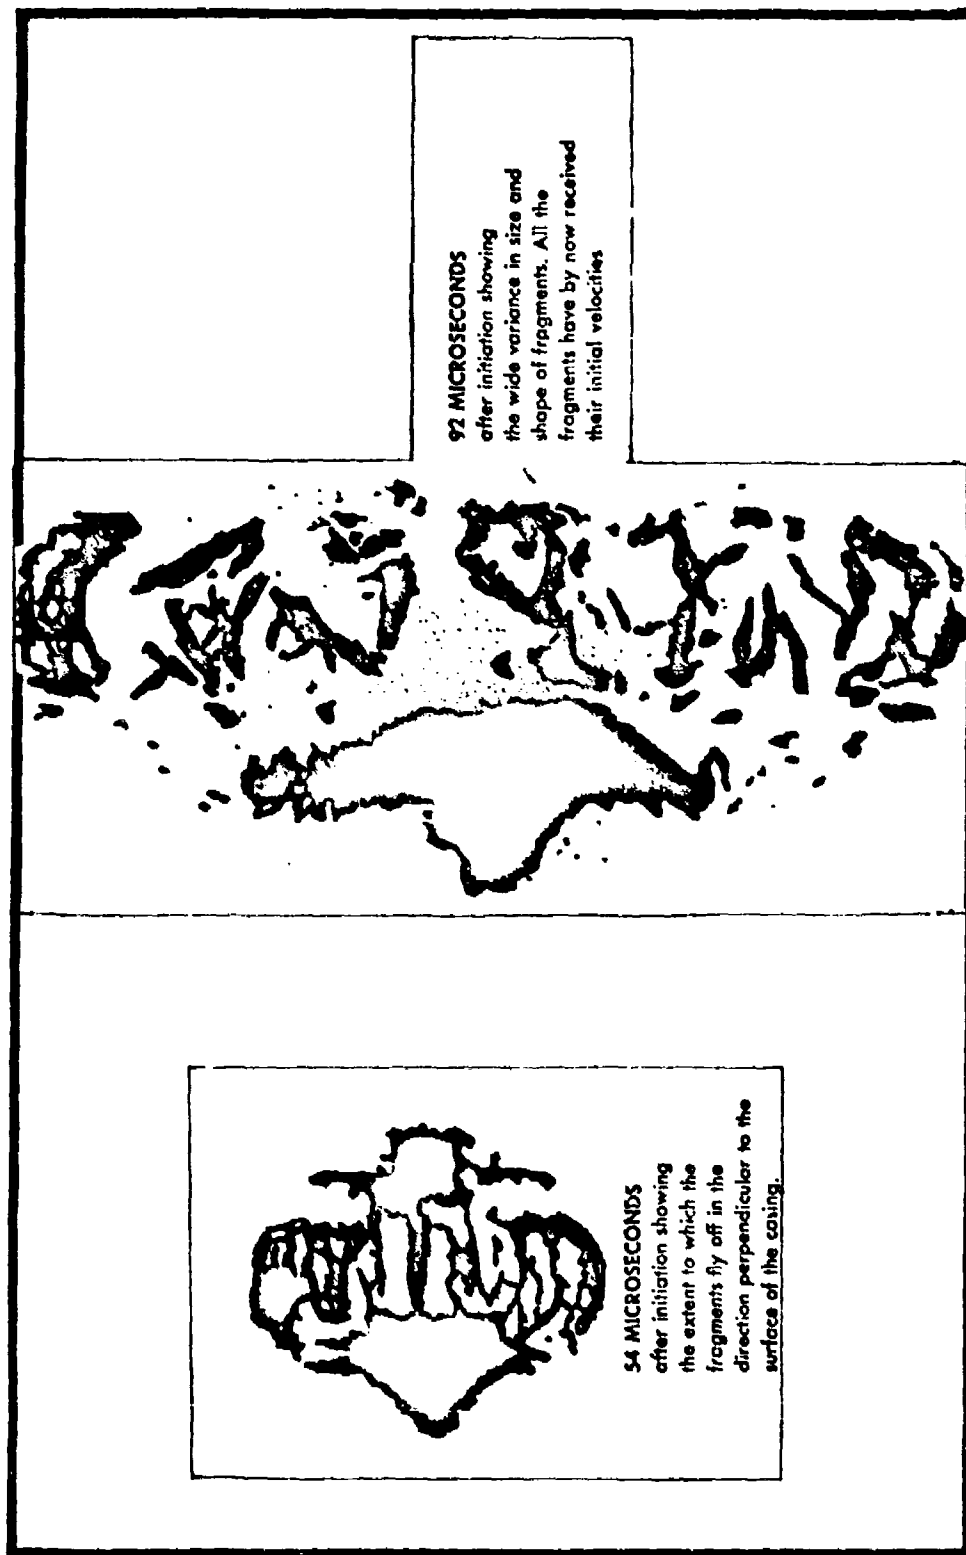 54 MICROSECONDS
after initiation showing
the extent to which the
fragments fly off in the
direction perpendicular to the
surface of the casing.
92 MICROSECONDS
after initiation showing
the wide variance in size and
shape of fragments. All the
fragments have by now received
their initial velocities